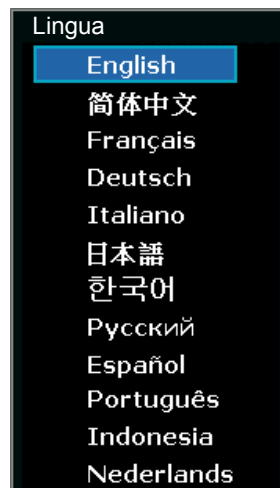 Lingua
English
简体中文
Français
Deutsch
Italiano
日本語
한국어
Русский
Español
Português
Indonesia
Nederlands